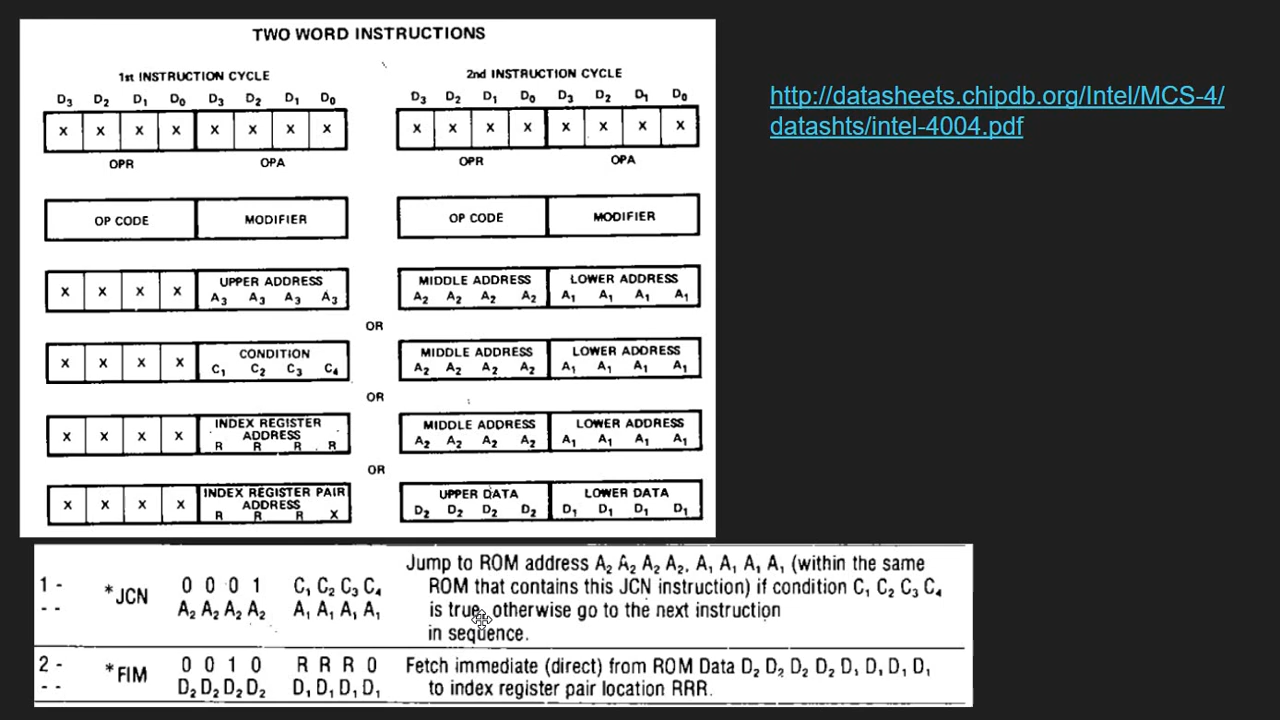 TWO WORD INSTRUCTIONS
1st INSTRUCTION CYCLE
2nd INSTRUCTION CYCLE
D₃ D₂ D₁ D₀ D₃ D₂ D₁ D₀
D₃ D₂ D₁ D₀ D₃ D₂ D₁ D₀
X X X X X X X X
X X X X X X X X
OPR OPA
OPR OPA
OP CODE MODIFIER
OP CODE MODIFIER
X X X X UPPER ADDRESS
A₃ A₃ A₃ A₃
MIDDLE ADDRESS LOWER ADDRESS
A₂ A₂ A₂ A₂ A₁ A₁ A₁ A₁
OR
X X X X CONDITION
C₁ C₂ C₃ C₄
MIDDLE ADDRESS LOWER ADDRESS
A₂ A₂ A₂ A₂ A₁ A₁ A₁ A₁
OR
X X X X INDEX REGISTER
ADDRESS
R R R R
MIDDLE ADDRESS LOWER ADDRESS
A₂ A₂ A₂ A₂ A₁ A₁ A₁ A₁
OR
X X X X INDEX REGISTER PAIR
ADDRESS
R R R X
UPPER DATA LOWER DATA
D₂ D₂ D₂ D₂ D₁ D₁ D₁ D₁
http://datasheets.chipdb.org/Intel/MCS-4/
datashts/intel-4004.pdf
1 - *JCN 0 0 0 1 C₁ C₂ C₃ C₄
- - A₂ A₂ A₂ A₂ A₁ A₁ A₁ A₁
Jump to ROM address A₂ A₂ A₂ A₂, A₁ A₁ A₁ A₁ (within the same
ROM that contains this JCN instruction) if condition C₁ C₂ C₃ C₄
is true, otherwise go to the next instruction
in sequence.
2 - *FIM 0 0 1 0 R R R 0
- - D₂ D₂ D₂ D₂ D₁ D₁ D₁ D₁
Fetch immediate (direct) from ROM Data D₂ D₂ D₂ D₂ D₁ D₁ D₁ D₁
to index register pair location RRR.